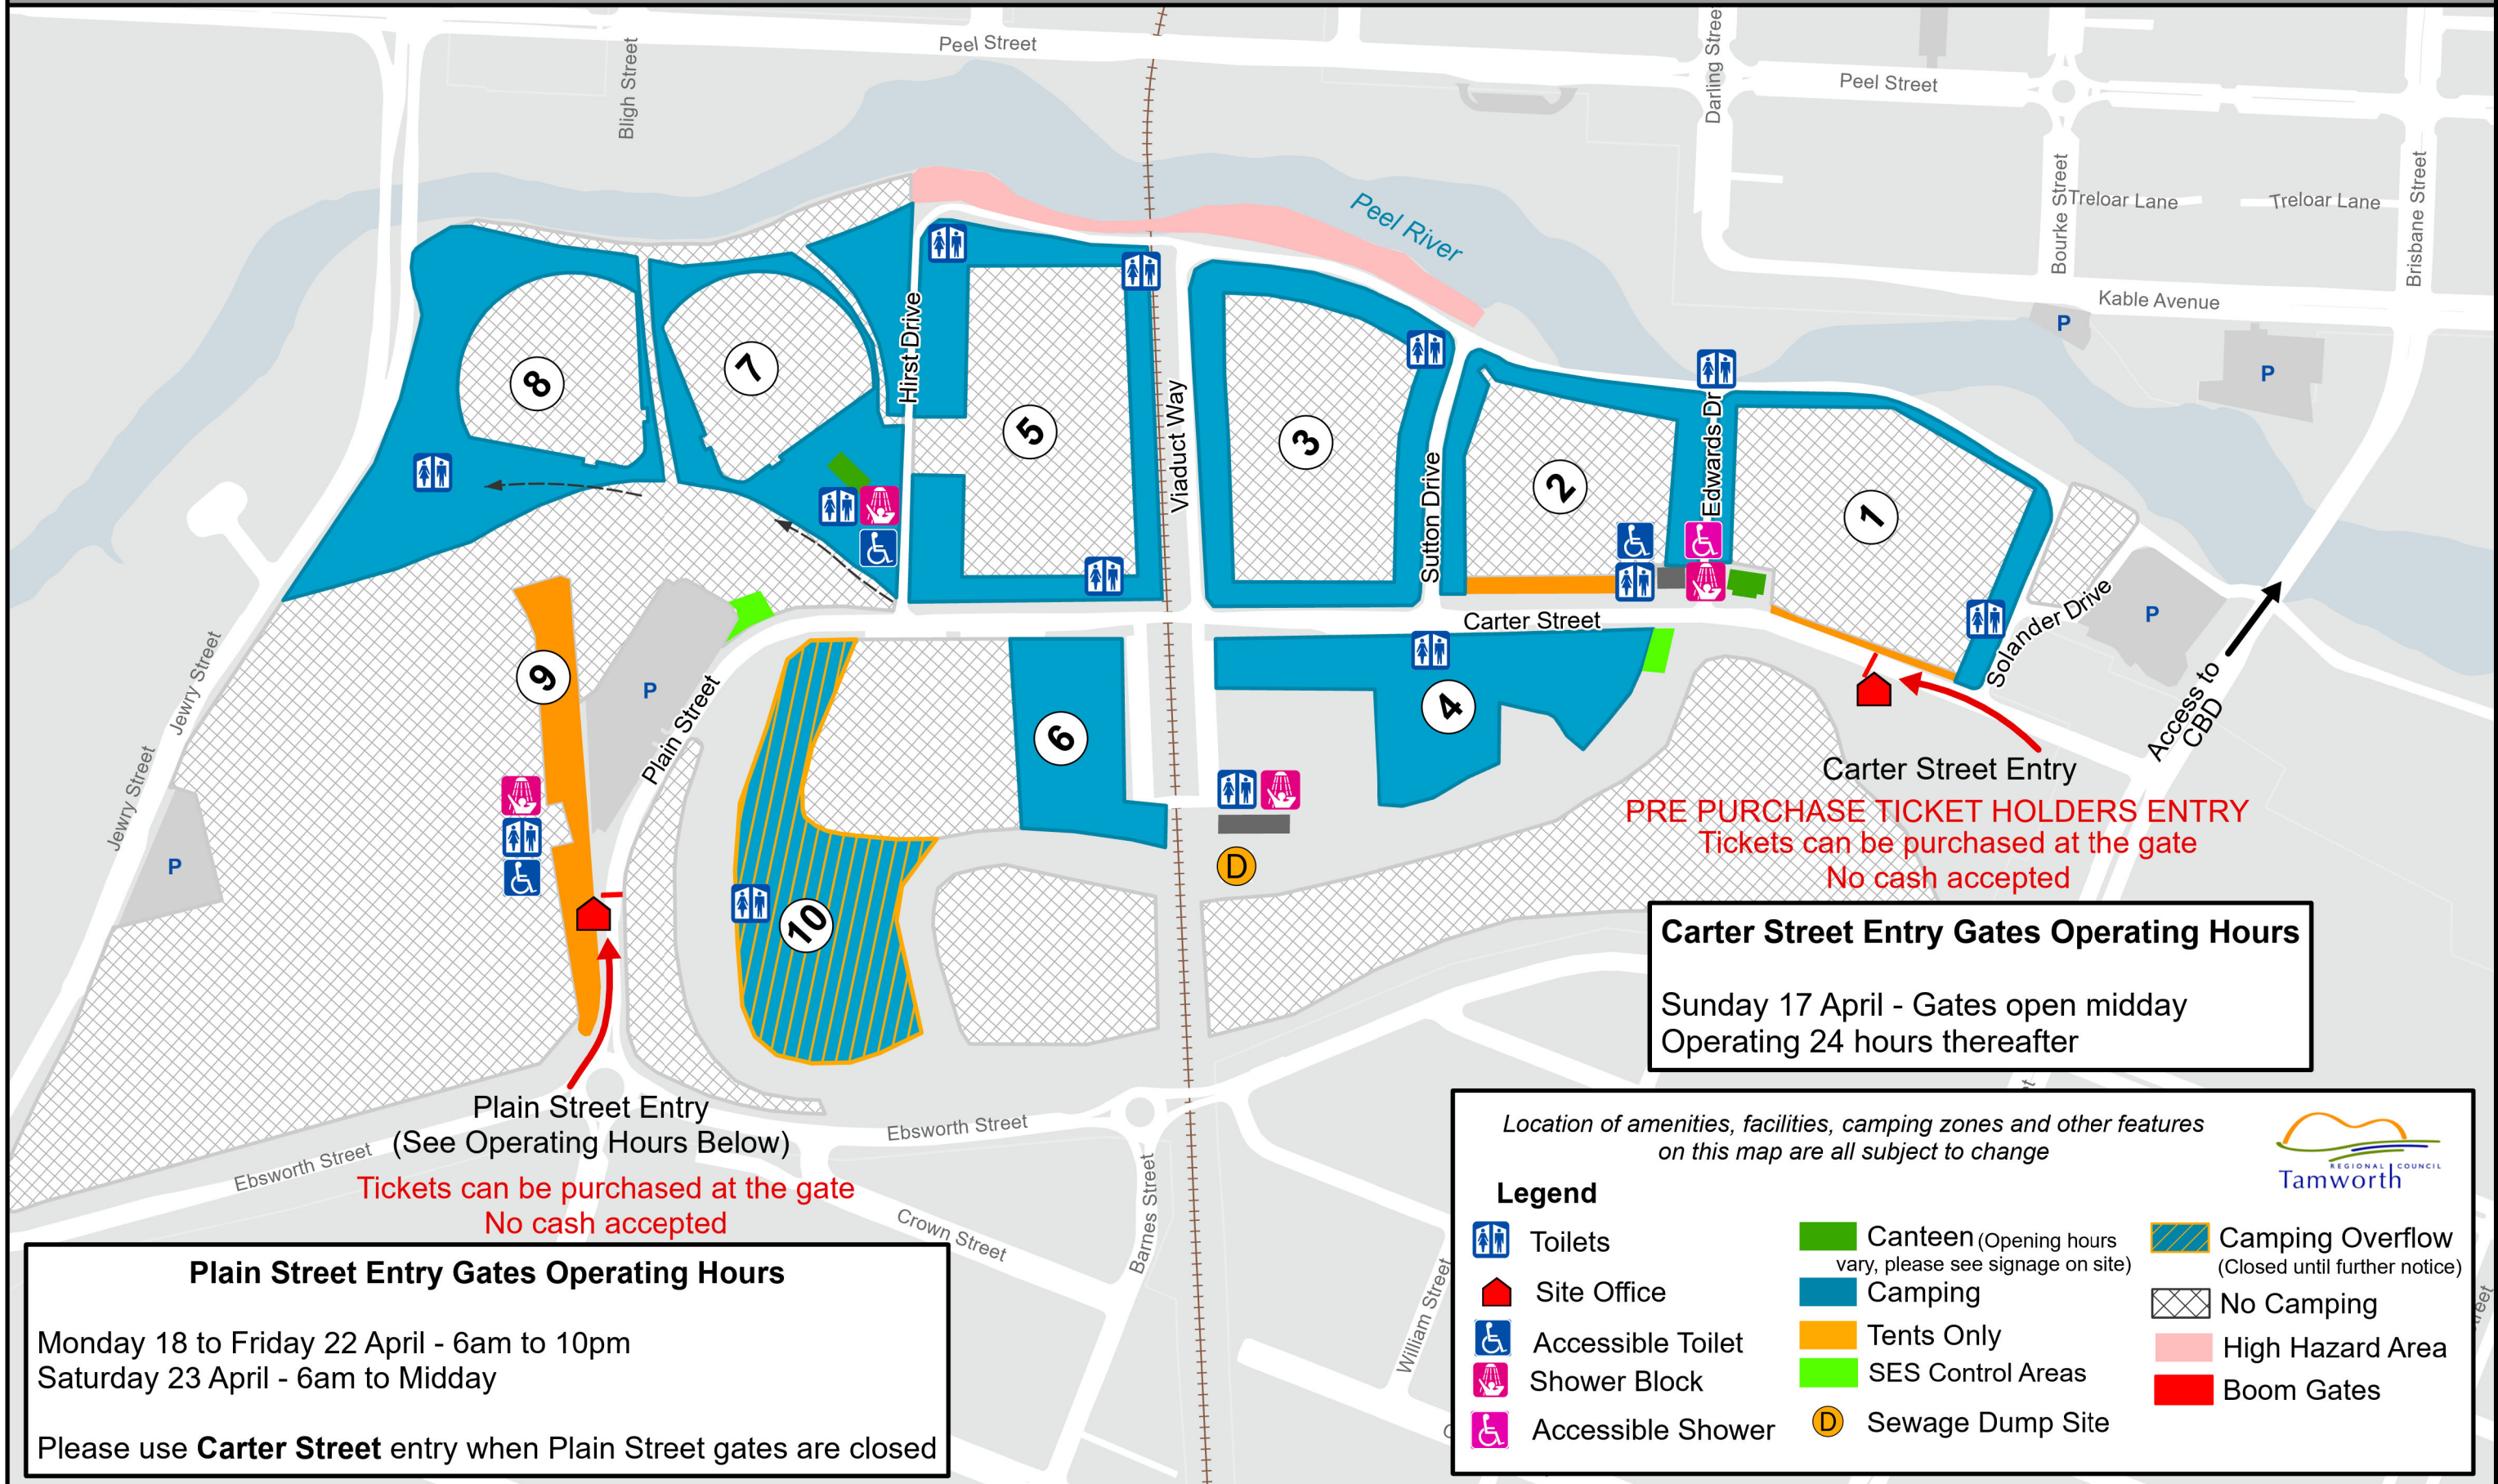 Peel Street
Bligh Street
Darling Street
Peel Street
Bourke Street
Treloar Lane
Treloar Lane
Brisbane Street
Peel River
Kable Avenue
P
P
Hirst Drive
Viaduct Way
Sutton Drive
Edwards Dr
8
7
5
3
2
1
Carter Street
Solander Drive
P
Jewry Street
Jewry Street
9
P
Plain Street
6
4
Access to
CBD
P
10
D
Carter Street Entry
PRE PURCHASE TICKET HOLDERS ENTRY
Tickets can be purchased at the gate
No cash accepted
Carter Street Entry Gates Operating Hours
Sunday 17 April - Gates open midday
Operating 24 hours thereafter
Plain Street Entry
(See Operating Hours Below)
Tickets can be purchased at the gate
No cash accepted
Ebsworth Street
Ebsworth Street
Crown Street
Barnes Street
William Street
Plain Street Entry Gates Operating Hours
Monday 18 to Friday 22 April - 6am to 10pm
Saturday 23 April - 6am to Midday
Please use Carter Street entry when Plain Street gates are closed
Location of amenities, facilities, camping zones and other features
on this map are all subject to change
REGIONAL COUNCIL
Tamworth
Legend
Toilets
Site Office
Accessible Toilet
Shower Block
Accessible Shower
Canteen (Opening hours
vary, please see signage on site)
Camping
Tents Only
SES Control Areas
D Sewage Dump Site
Camping Overflow
(Closed until further notice)
No Camping
High Hazard Area
Boom Gates